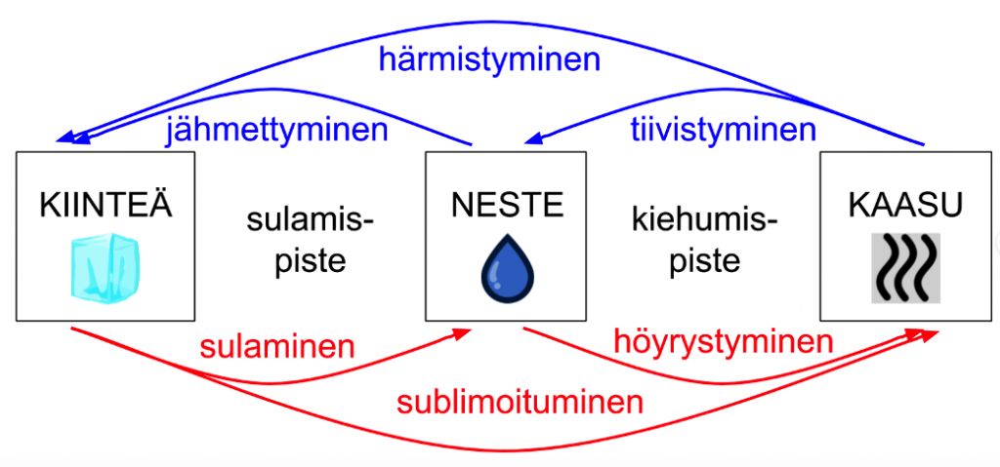 härmistyminen
jähmettyminen
tiivistyminen
KIINTEÄ
sulamis-
piste
NESTE
kiehumis-
piste
KAASU
sulaminen
höyrystyminen
sublimoituminen